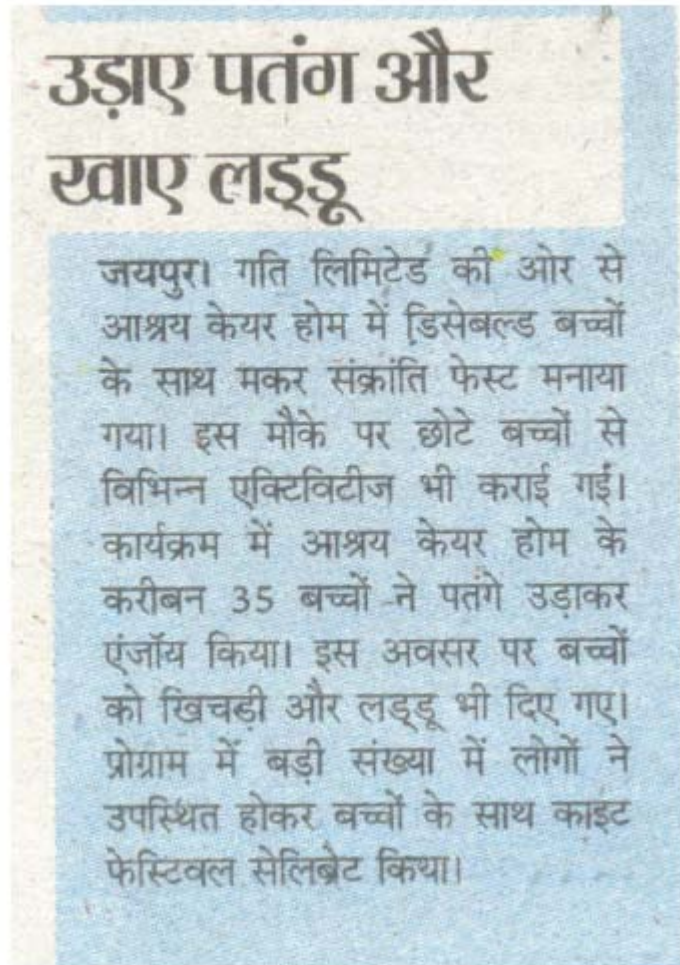 उड़ाए पतंग और
खाए लड्डू
जयपुर। गति लिमिटेड की ओर से
आश्रय केयर होम में डिसेबल्ड बच्चों
के साथ मकर संक्रांति फेस्ट मनाया
गया। इस मौके पर छोटे बच्चों से
विभिन्न एक्टिविटीज भी कराई गईं।
कार्यक्रम में आश्रय केयर होम के
करीबन 35 बच्चों ने पतंगे उड़ाकर
एंजॉय किया। इस अवसर पर बच्चों
को खिचडी और लड्डू भी दिए गए।
प्रोग्राम में बड़ी संख्या में लोगों ने
उपस्थित होकर बच्चों के साथ काइट
फेस्टिवल सेलिब्रेट किया।